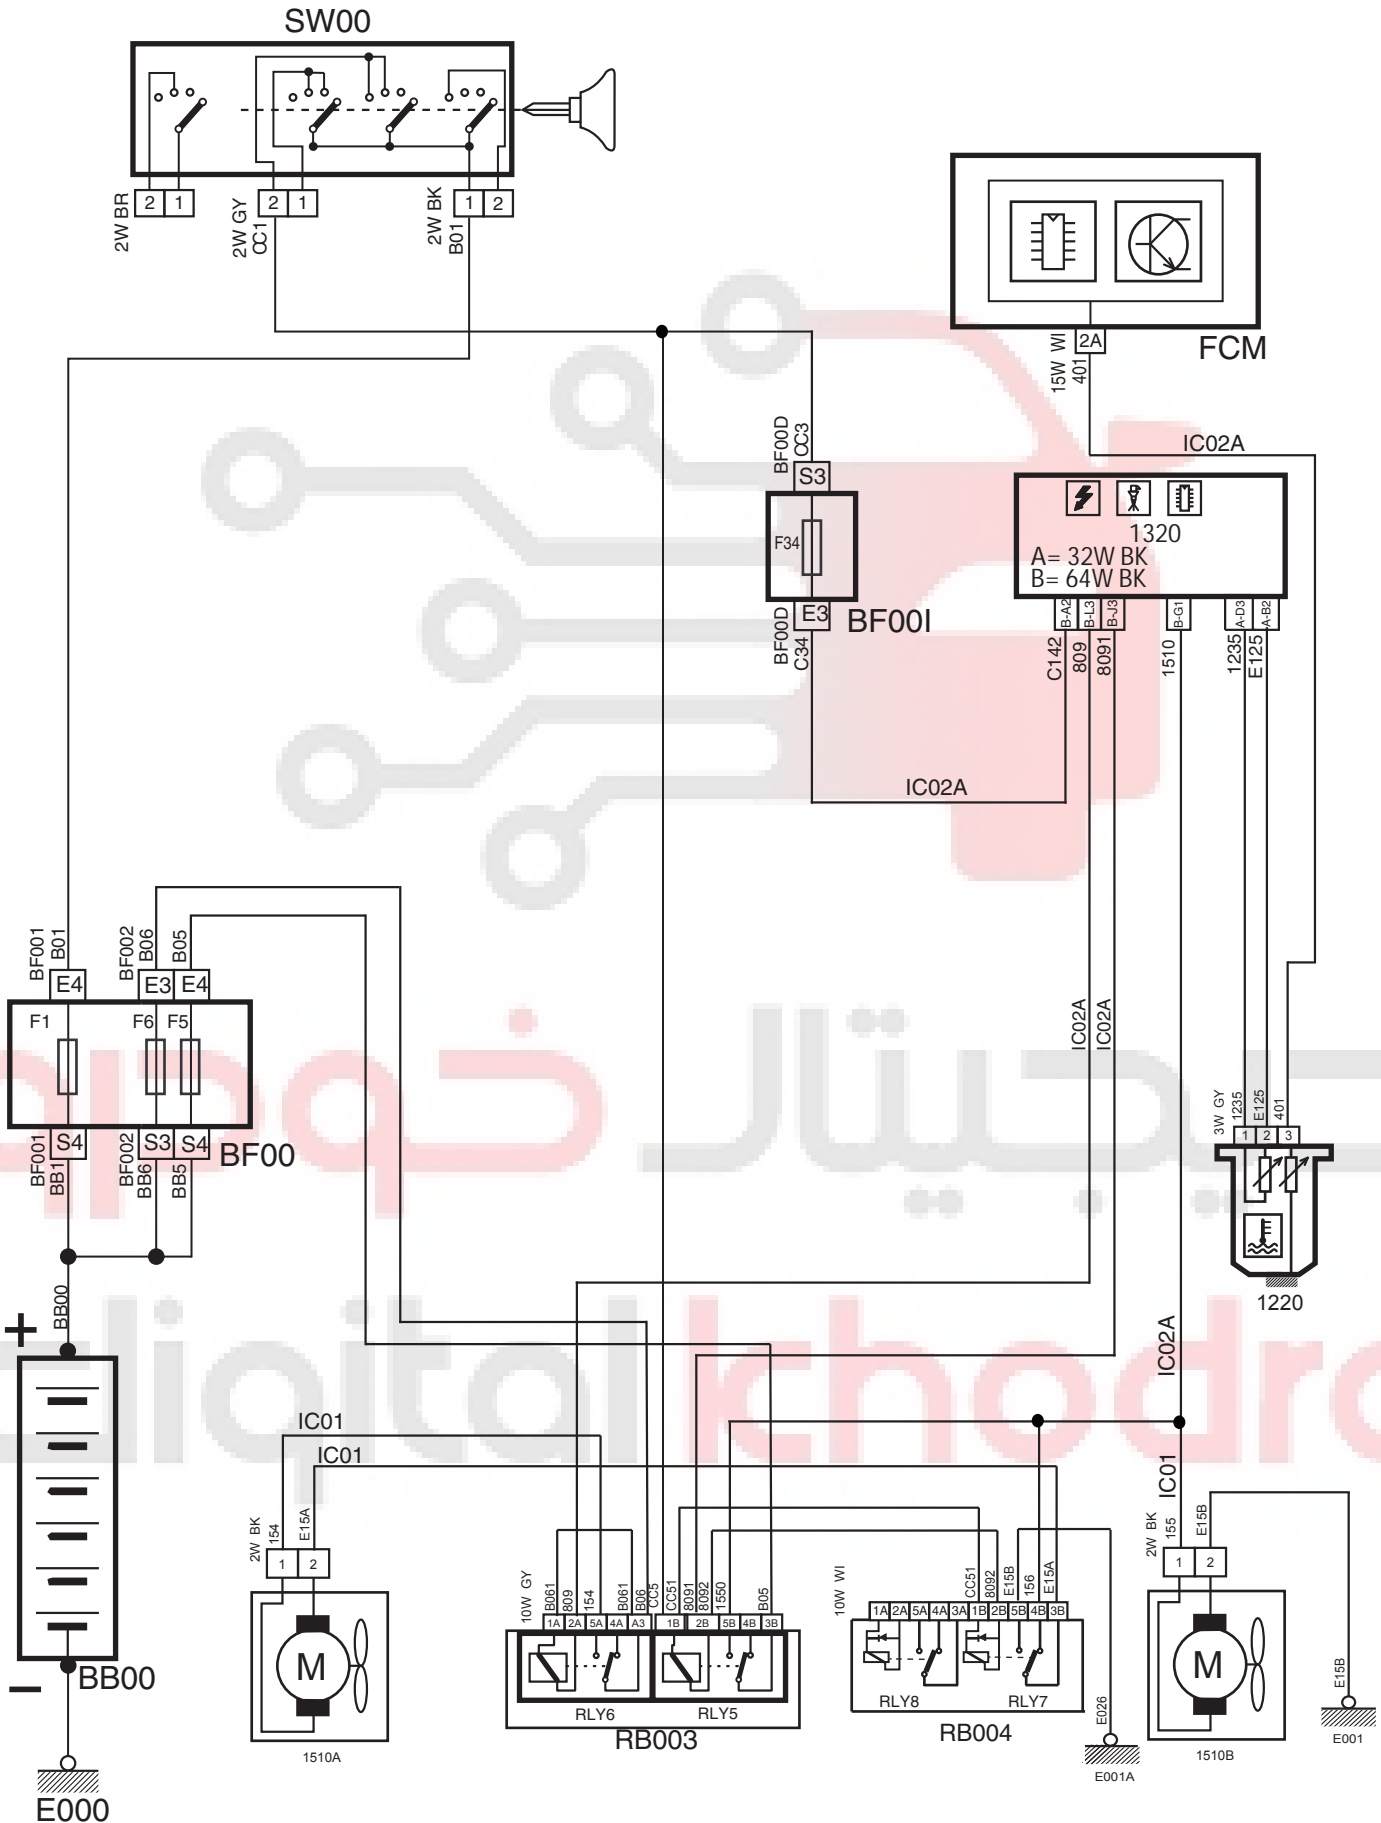 SW00
2 1 2 1 1 2
2W BR
2W GY
CC1
2W BK
B01
2A
FCM
15W WI
401
IC02A
BF00D
CC3
S3
F34
E3
BF00I
BF00D
C34
1320
A= 32W BK
B= 64W BK
B-A2 B-L3 B-J3 B-G1 A-D3 A-B2
C142 809 8091 1510 1235 E125
IC02A
BF001
B01
BF002
B06
B05
E4 E3 E4
F1 F6 F5
S4 S3 S4
BF00
BF001
BB1
BF002
BB6
BB5
IC02A
IC02A
خودرو
دیجیتال
digital khodro
3W GY
1235
E125
401
1 2 3
1220
BB00
+
IC02A
IC01
IC01
IC01
2W BK
154
E15A
1 2
M
1510A
10W GY
B061 809 154 B061 B06 CC5 CC51 8091 8092 1550 B05
1A 2A 5A 4A A3 1B 2B 5B 4B 3B
RLY6 RLY5
RB003
10W WI
CC51 8092 E15B 156 E15A
1A 2A 5A 4A 3A 1B 2B 5B 4B 3B
RLY8 RLY7
RB004
E026
E001A
2W BK
155
E15B
1 2
M
1510B
E15B
E001
BB00
−
E000